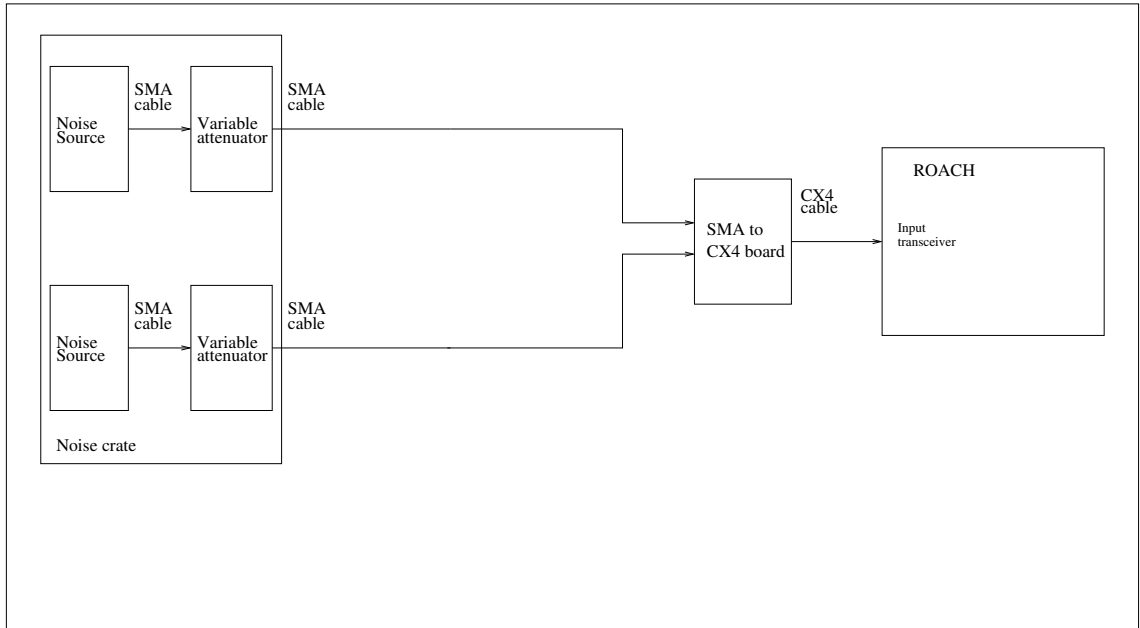 SMA
cable
Noise
Source
Variable
attenuator
SMA
cable
SMA to
CX4 board
CX4
cable
ROACH
Input
transceiver
SMA
cable
Noise
Source
Variable
attenuator
SMA
cable
Noise crate